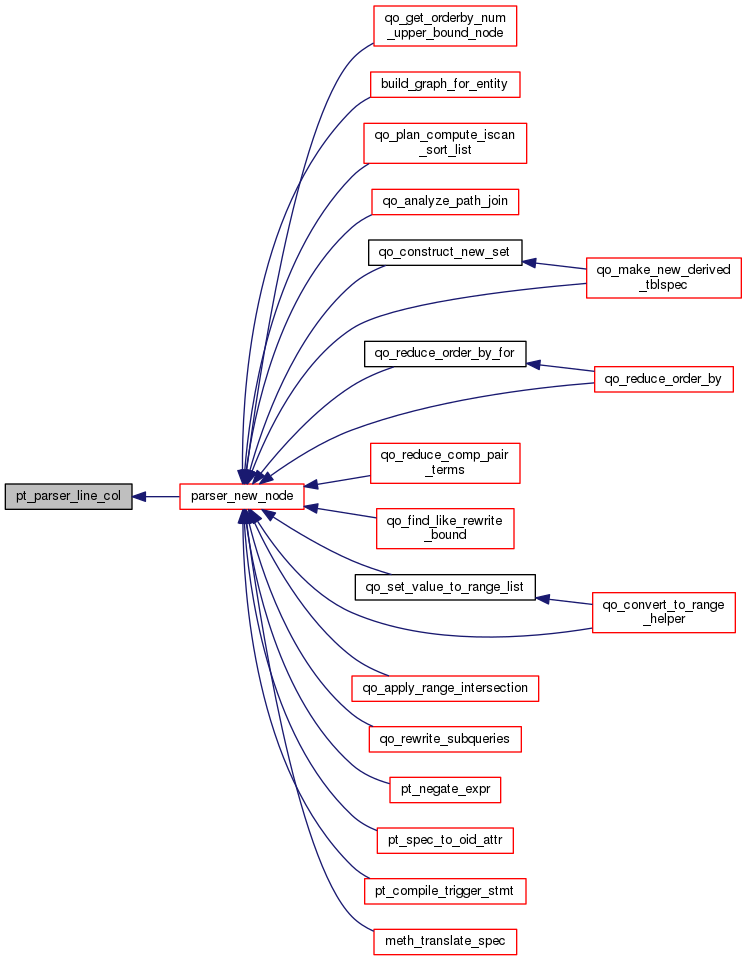 qo_get_orderby_num
_upper_bound_node
build_graph_for_entity
qo_plan_compute_iscan
_sort_list
qo_analyze_path_join
qo_construct_new_set
qo_make_new_derived
_tblspec
qo_reduce_order_by_for
qo_reduce_order_by
qo_reduce_comp_pair
_terms
pt_parser_line_col
parser_new_node
qo_find_like_rewrite
_bound
qo_set_value_to_range_list
qo_convert_to_range
_helper
qo_apply_range_intersection
qo_rewrite_subqueries
pt_negate_expr
pt_spec_to_oid_attr
pt_compile_trigger_stmt
meth_translate_spec